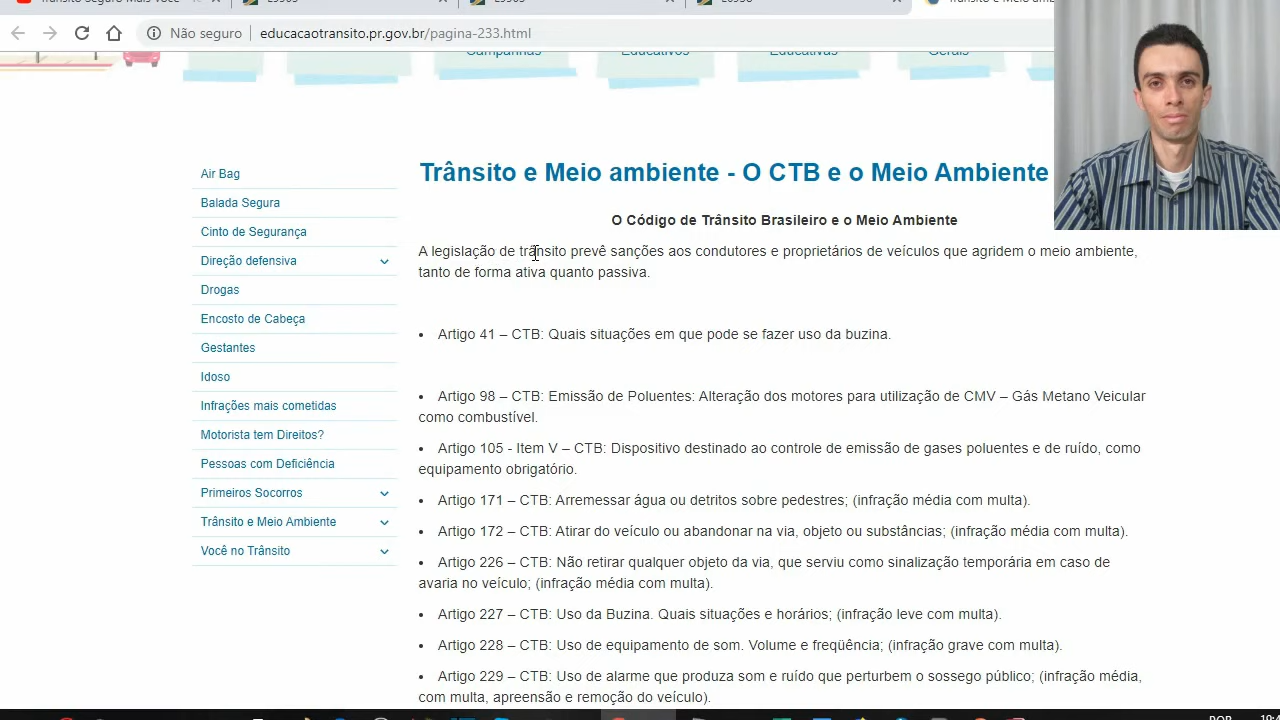 Não seguro | educacaotransito.pr.gov.br/pagina-233.html
Campanhas Educativos Educativas Gerais
Air Bag
Balada Segura
Cinto de Segurança
Direção defensiva
Drogas
Encosto de Cabeça
Gestantes
Idoso
Infrações mais cometidas
Motorista tem Direitos?
Pessoas com Deficiência
Primeiros Socorros
Trânsito e Meio Ambiente
Você no Trânsito
Trânsito e Meio ambiente - O CTB e o Meio Ambiente
O Código de Trânsito Brasileiro e o Meio Ambiente
A legislação de trânsito prevê sanções aos condutores e proprietários de veículos que agridem o meio ambiente,
tanto de forma ativa quanto passiva.
• Artigo 41 – CTB: Quais situações em que pode se fazer uso da buzina.
• Artigo 98 – CTB: Emissão de Poluentes: Alteração dos motores para utilização de CMV – Gás Metano Veicular
como combustível.
• Artigo 105 - Item V – CTB: Dispositivo destinado ao controle de emissão de gases poluentes e de ruído, como
equipamento obrigatório.
• Artigo 171 – CTB: Arremessar água ou detritos sobre pedestres; (infração média com multa).
• Artigo 172 – CTB: Atirar do veículo ou abandonar na via, objeto ou substâncias; (infração média com multa).
• Artigo 226 – CTB: Não retirar qualquer objeto da via, que serviu como sinalização temporária em caso de
avaria no veículo; (infração média com multa).
• Artigo 227 – CTB: Uso da Buzina. Quais situações e horários; (infração leve com multa).
• Artigo 228 – CTB: Uso de equipamento de som. Volume e freqüência; (infração grave com multa).
• Artigo 229 – CTB: Uso de alarme que produza som e ruído que perturbem o sossego público; (infração média,
com multa, apreensão e remoção do veículo).